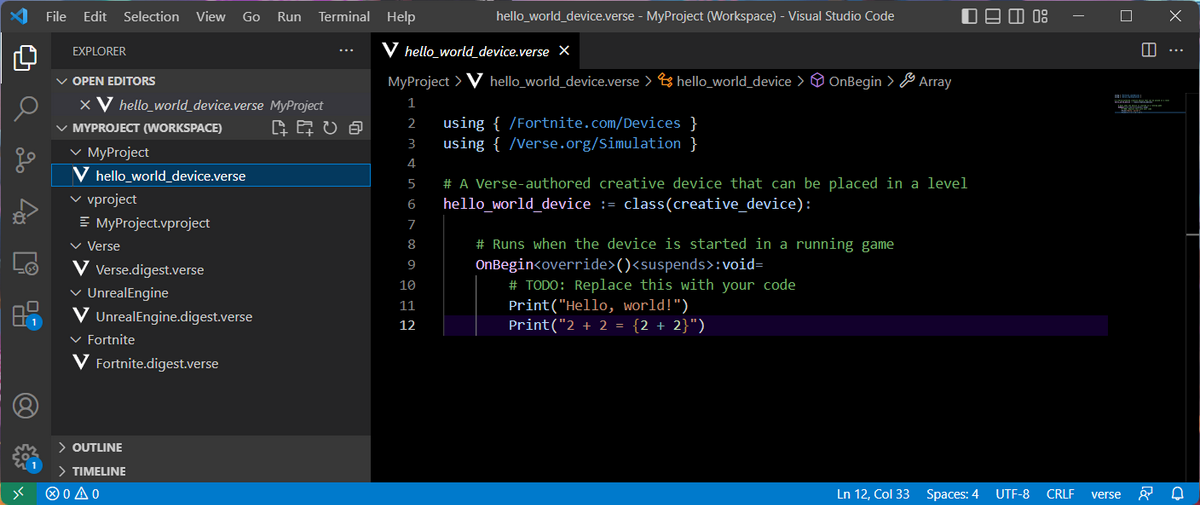 File Edit Selection View Go Run Terminal Help hello_world_device.verse - MyProject (Workspace) - Visual Studio Code
EXPLORER
OPEN EDITORS
hello_world_device.verse MyProject
MYPROJECT (WORKSPACE)
MyProject
hello_world_device.verse
vproject
MyProject.vproject
Verse
Verse.digest.verse
UnrealEngine
UnrealEngine.digest.verse
Fortnite
Fortnite.digest.verse
OUTLINE
TIMELINE
1
1
hello_world_device.verse
MyProject > hello_world_device.verse > hello_world_device > OnBegin > Array
1
2 using { /Fortnite.com/Devices }
3 using { /Verse.org/Simulation }
4
5 # A Verse-authored creative device that can be placed in a level
6 hello_world_device := class(creative_device):
7
8 # Runs when the device is started in a running game
9 OnBegin<override>()<suspends>:void=
10 # TODO: Replace this with your code
11 Print("Hello, world!")
12 Print("2 + 2 = {2 + 2}")
0 0 Ln 12, Col 33 Spaces: 4 UTF-8 CRLF verse